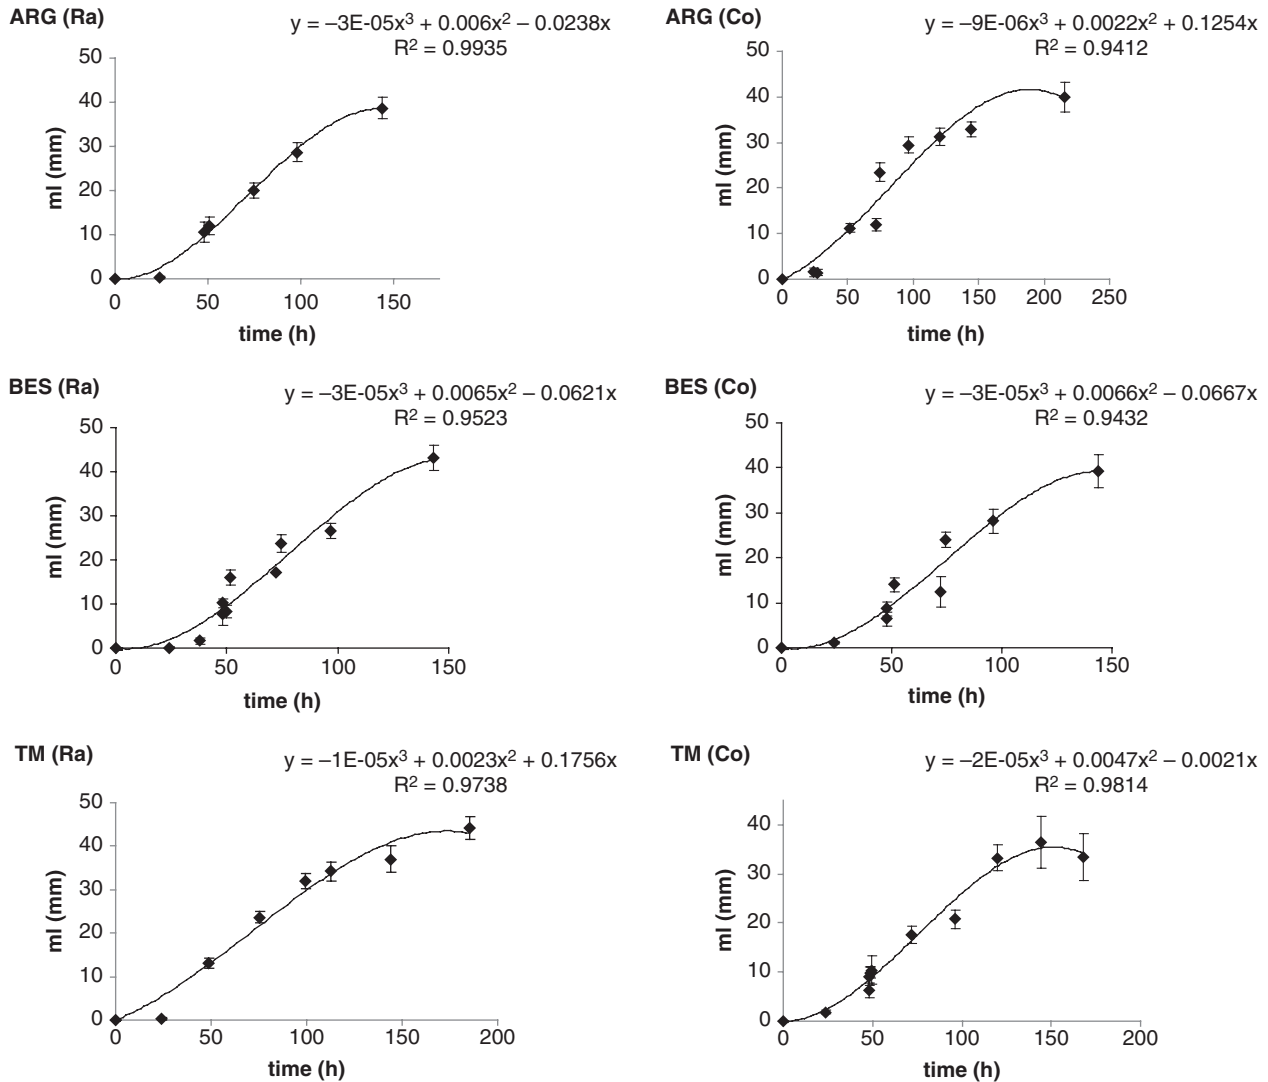 ARG (Ra)
y = –3E-05x³ + 0.006x² – 0.0238x
R² = 0.9935
50
40
30
20
10
0
ml (mm)
0 50 100 150
time (h)
ARG (Co)
y = –9E-06x³ + 0.0022x² + 0.1254x
R² = 0.9412
50
40
30
20
10
0
ml (mm)
0 50 100 150 200 250
time (h)
BES (Ra)
y = –3E-05x³ + 0.0065x² – 0.0621x
R² = 0.9523
50
40
30
20
10
0
ml (mm)
0 50 100 150
time (h)
BES (Co)
y = –3E-05x³ + 0.0066x² – 0.0667x
R² = 0.9432
50
40
30
20
10
0
ml (mm)
0 50 100 150
time (h)
TM (Ra)
y = –1E-05x³ + 0.0023x² + 0.1756x
R² = 0.9738
50
40
30
20
10
0
ml (mm)
0 50 100 150 200
time (h)
TM (Co)
y = –2E-05x³ + 0.0047x² – 0.0021x
R² = 0.9814
40
30
20
10
0
ml (mm)
0 50 100 150 200
time (h)